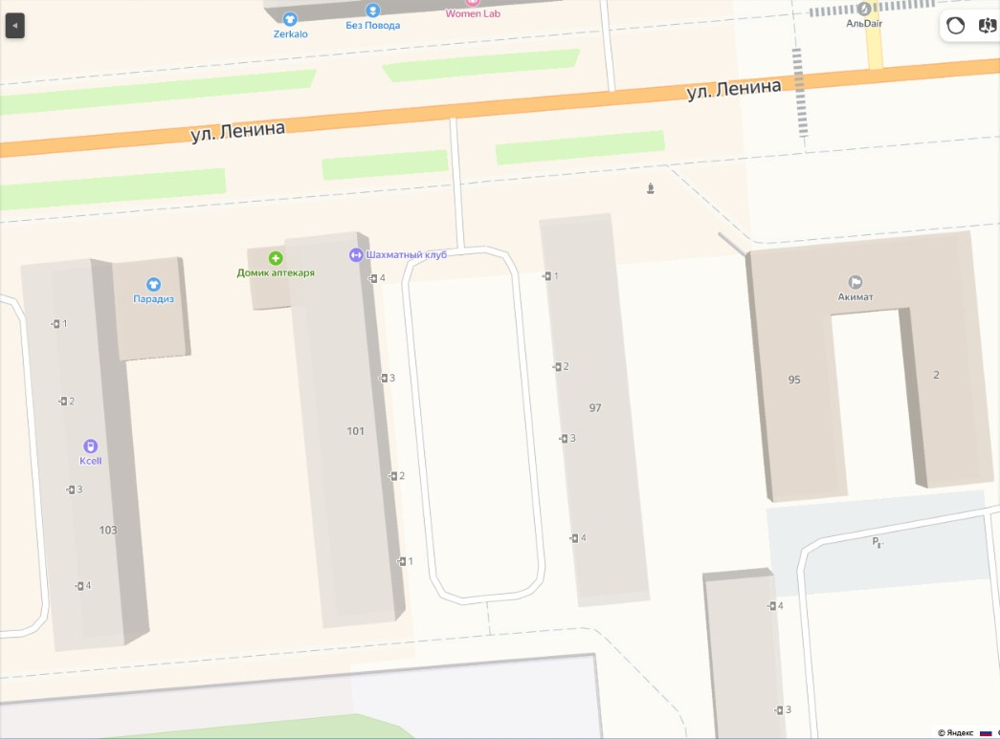 Women Lab
Без Повода
Zerkalo
АльDair
ул. Ленина
ул. Ленина
Шахматный клуб
Домик аптекаря
Парадиз
Акимат
4
1
1
3
2
95
2
2
97
101
3
Kcell
2
3
103
4
1
4
P
4
3
© Яндекс